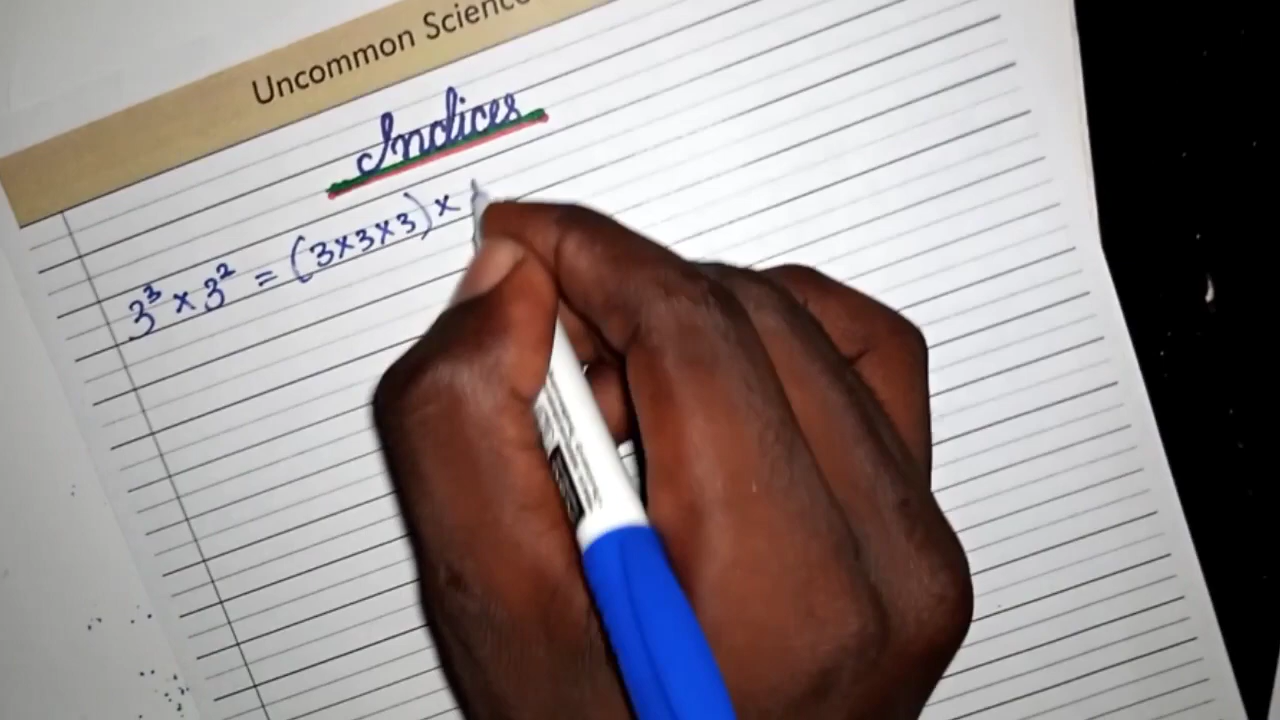 Uncommon Science
Indices
3³ × 3² = (3×3×3) ×